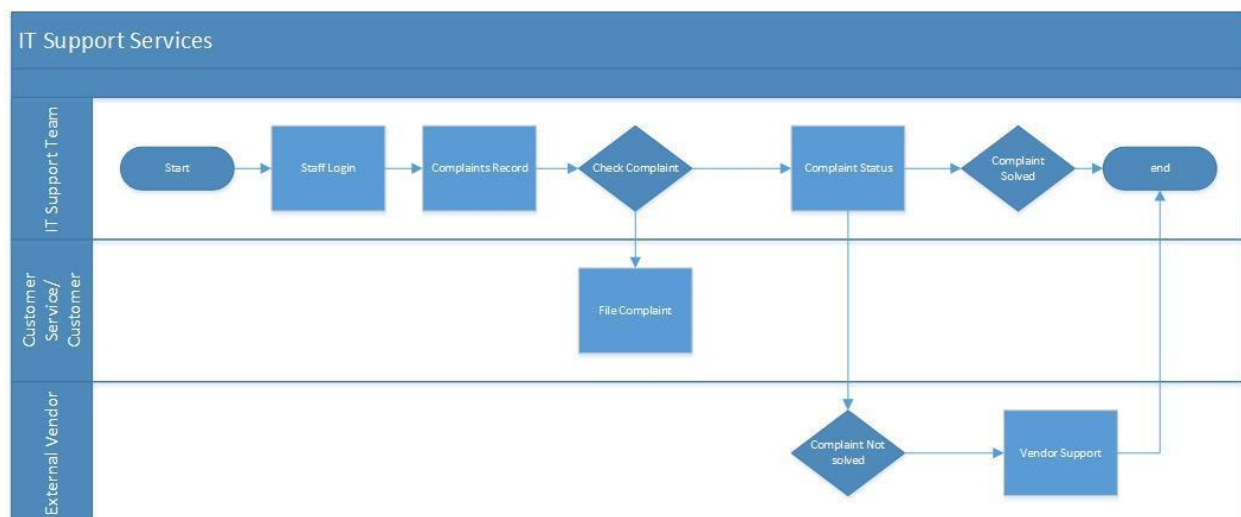 IT Support Services
IT Support Team
Start
Staff Login
Complaints Record
Check Complaint
Complaint Status
Complaint
Solved
end
Customer
Service/
Customer
File Complaint
External Vendor
Complaint Not
solved
Vendor Support